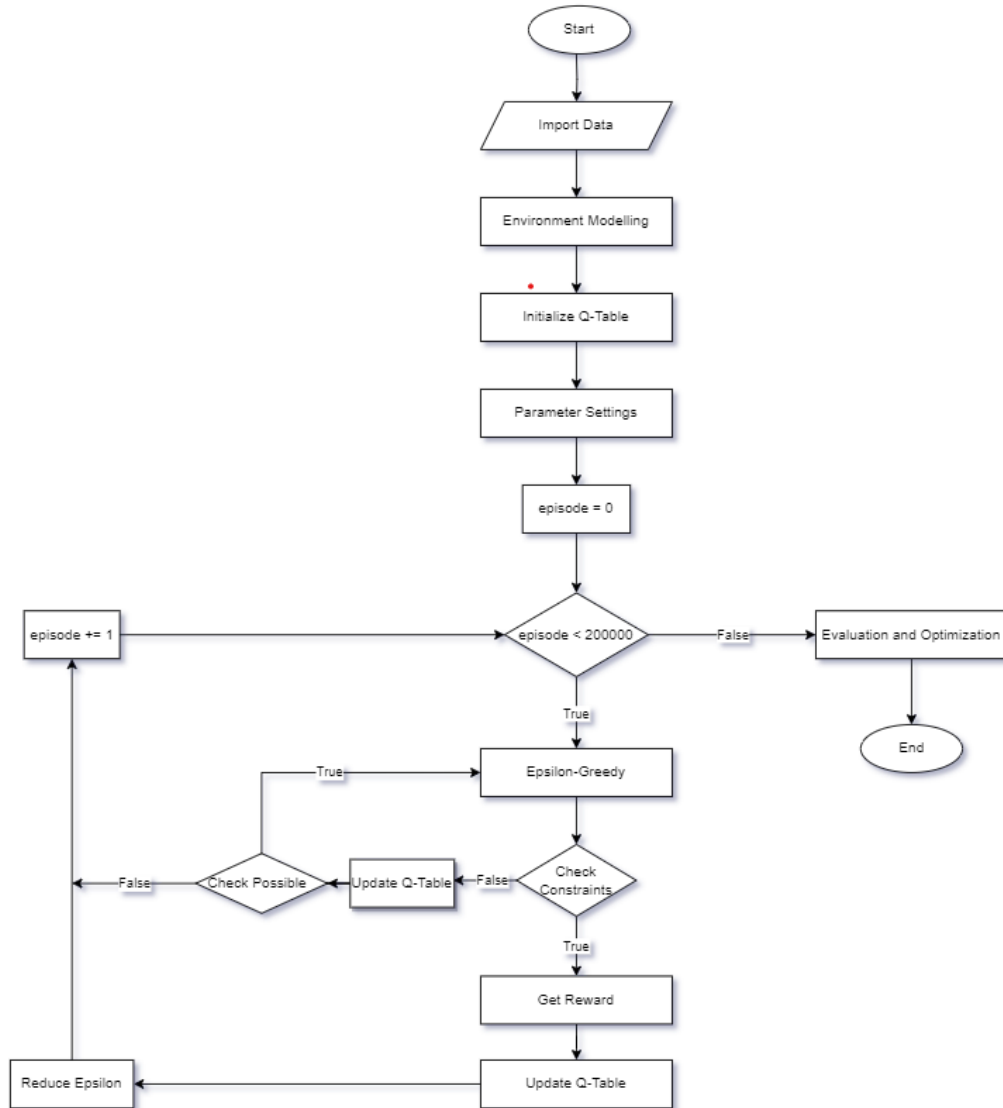 Start
Import Data
Environment Modelling
Initialize Q-Table
Parameter Settings
episode = 0
episode += 1
episode < 200000
False
Evaluation and Optimization
True
End
Epsilon-Greedy
True
Check
Constraints
False
Update Q-Table
Check Possible
False
True
Get Reward
Update Q-Table
Reduce Epsilon